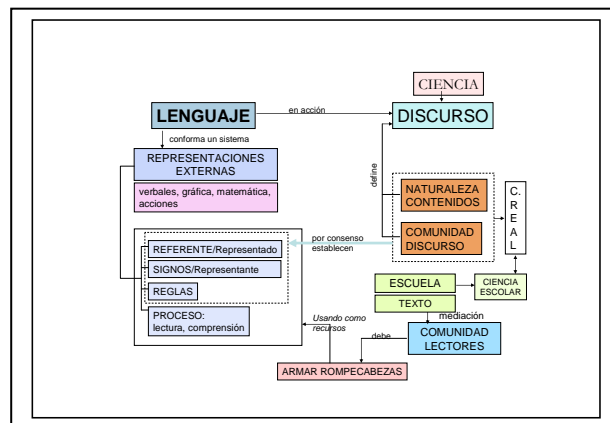 CIENCIA
LENGUAJE
en acción
DISCURSO
conforma un sistema
REPRESENTACIONES
EXTERNAS
verbales, gráfica, matemática,
acciones
define
NATURALEZA
CONTENIDOS
COMUNIDAD
DISCURSO
C.
R
E
A
L
REFERENTE/Representado
SIGNOS/Representante
REGLAS
PROCESO:
lectura, comprensión
por consenso
establecen
ESCUELA
TEXTO
CIENCIA
ESCOLAR
mediación
COMUNIDAD
LECTORES
Usando como
recursos
debe
ARMAR ROMPECABEZAS